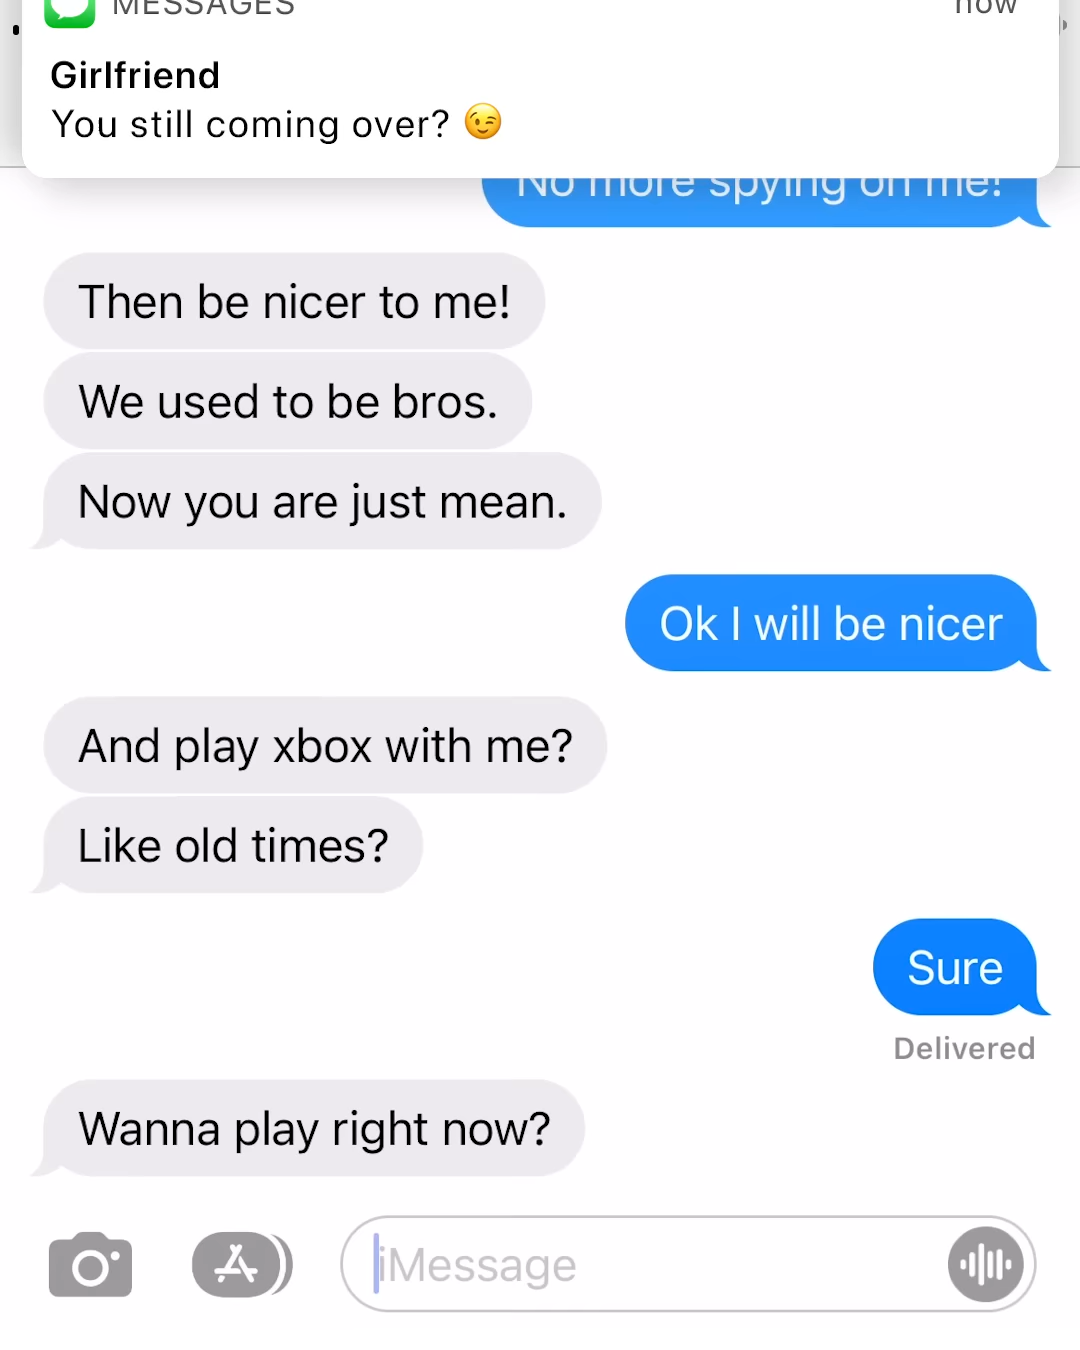 MESSAGES now
Girlfriend
You still coming over? 😉
No more spying on me!
Then be nicer to me!
We used to be bros.
Now you are just mean.
Ok I will be nicer
And play xbox with me?
Like old times?
Sure
Delivered
Wanna play right now?
iMessage